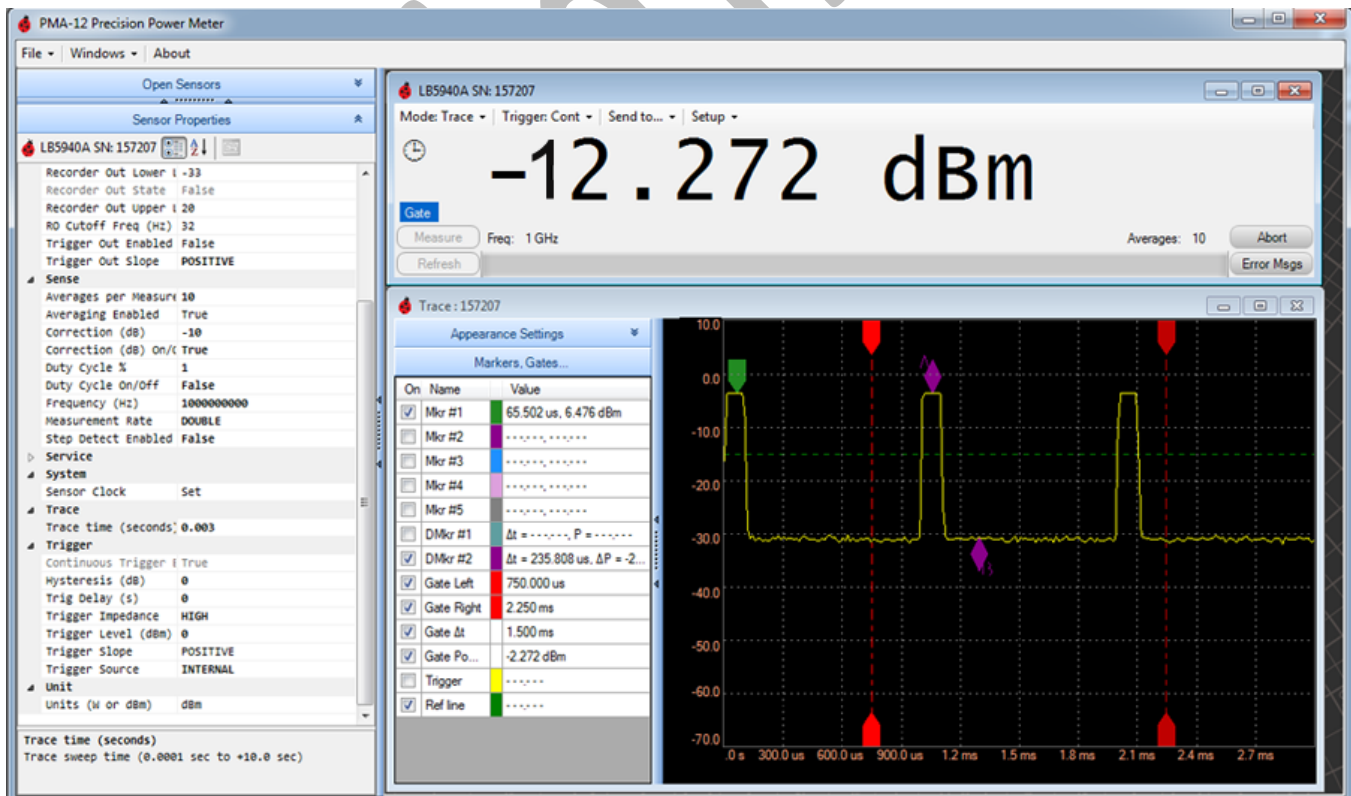 PMA-12 Precision Power Meter
File Windows About
Open Sensors
Sensor Properties
LB5940A SN: 157207
Recorder Out Lower L -33
Recorder Out State False
Recorder Out Upper L 20
RO Cutoff Freq (Hz) 32
Trigger Out Enabled False
Trigger Out Slope POSITIVE
Sense
Averages per Measure 10
Averaging Enabled True
Correction (dB) -10
Correction (dB) On/O True
Duty Cycle % 1
Duty Cycle On/Off False
Frequency (Hz) 1000000000
Measurement Rate DOUBLE
Step Detect Enabled False
Service
System
Sensor Clock Set
Trace
Trace time (seconds) 0.003
Trigger
Continuous Trigger E True
Hysteresis (dB) 0
Trig Delay (s) 0
Trigger Impedance HIGH
Trigger Level (dBm) 0
Trigger Slope POSITIVE
Trigger Source INTERNAL
Unit
Units (W or dBm) dBm
Trace time (seconds)
Trace sweep time (0.0001 sec to +10.0 sec)
LB5940A SN: 157207
Mode: Trace Trigger: Cont Send to... Setup
-12.272 dBm
Gate
Measure Freq: 1 GHz Averages: 10 Abort
Refresh Error Msgs
Trace : 157207
Appearance Settings
Markers, Gates...
On Name Value
Mkr #1 65.502 us, 6.476 dBm
Mkr #2 - - -.- - -, - - -.- - -
Mkr #3 - - -.- - -, - - -.- - -
Mkr #4 - - -.- - -, - - -.- - -
Mkr #5 - - -.- - -, - - -.- - -
DMkr #1 Δt = - - -.- - -, P = - - -.- - -
DMkr #2 Δt = 235.808 us, ΔP = -2...
Gate Left 750.000 us
Gate Right 2.250 ms
Gate Δt 1.500 ms
Gate Po... -2.272 dBm
Trigger - - -.- - -
Ref line - - -.- - -
10.0
0.0
-10.0
-20.0
-30.0
-40.0
-50.0
-60.0
-70.0
A
B
.0 s 300.0 us 600.0 us 900.0 us 1.2 ms 1.5 ms 1.8 ms 2.1 ms 2.4 ms 2.7 ms